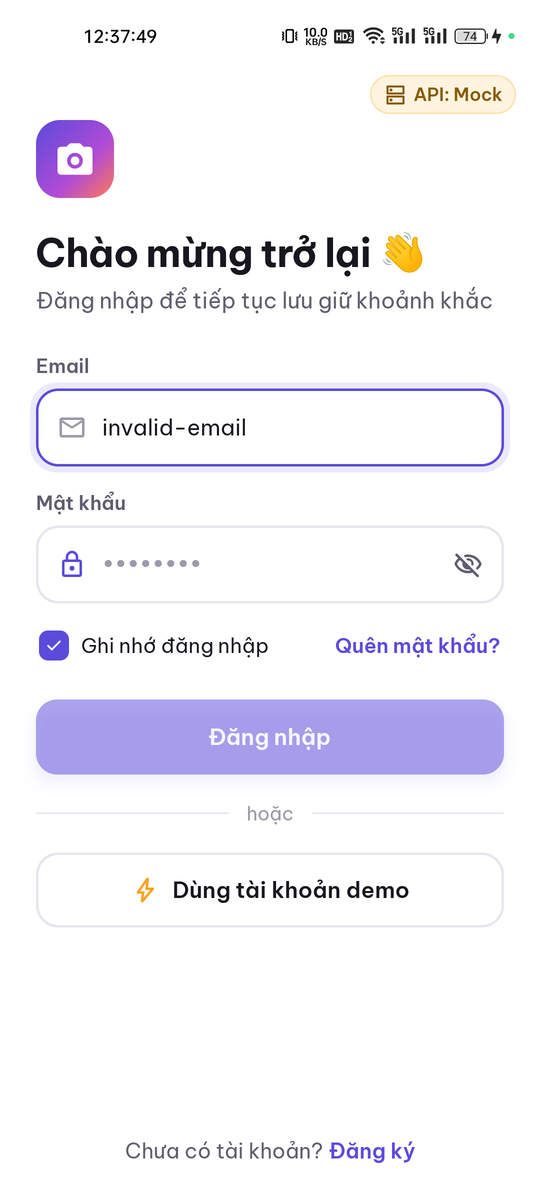 12:37:49
10.0 KB/S HD 5G 5G 74
API: Mock
Chào mừng trở lại 👋
Đăng nhập để tiếp tục lưu giữ khoảnh khắc
Email
invalid-email
Mật khẩu
••••••••
Ghi nhớ đăng nhập Quên mật khẩu?
Đăng nhập
hoặc
Dùng tài khoản demo
Chưa có tài khoản? Đăng ký